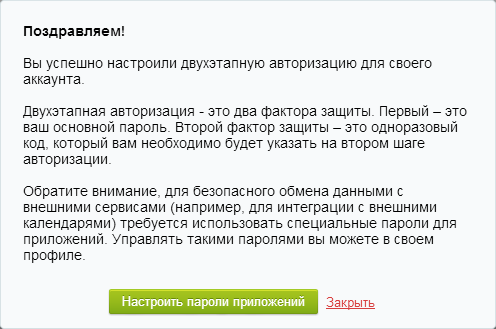 Поздравляем!
Вы успешно настроили двухэтапную авторизацию для своего
аккаунта.
Двухэтапная авторизация - это два фактора защиты. Первый – это
ваш основной пароль. Второй фактор защиты – это одноразовый
код, который вам необходимо будет указать на втором шаге
авторизации.
Обратите внимание, для безопасного обмена данными с
внешними сервисами (например, для интеграции с внешними
календарями) требуется использовать специальные пароли для
приложений. Управлять такими паролями вы можете в своем
профиле.
Настроить пароли приложений Закрыть